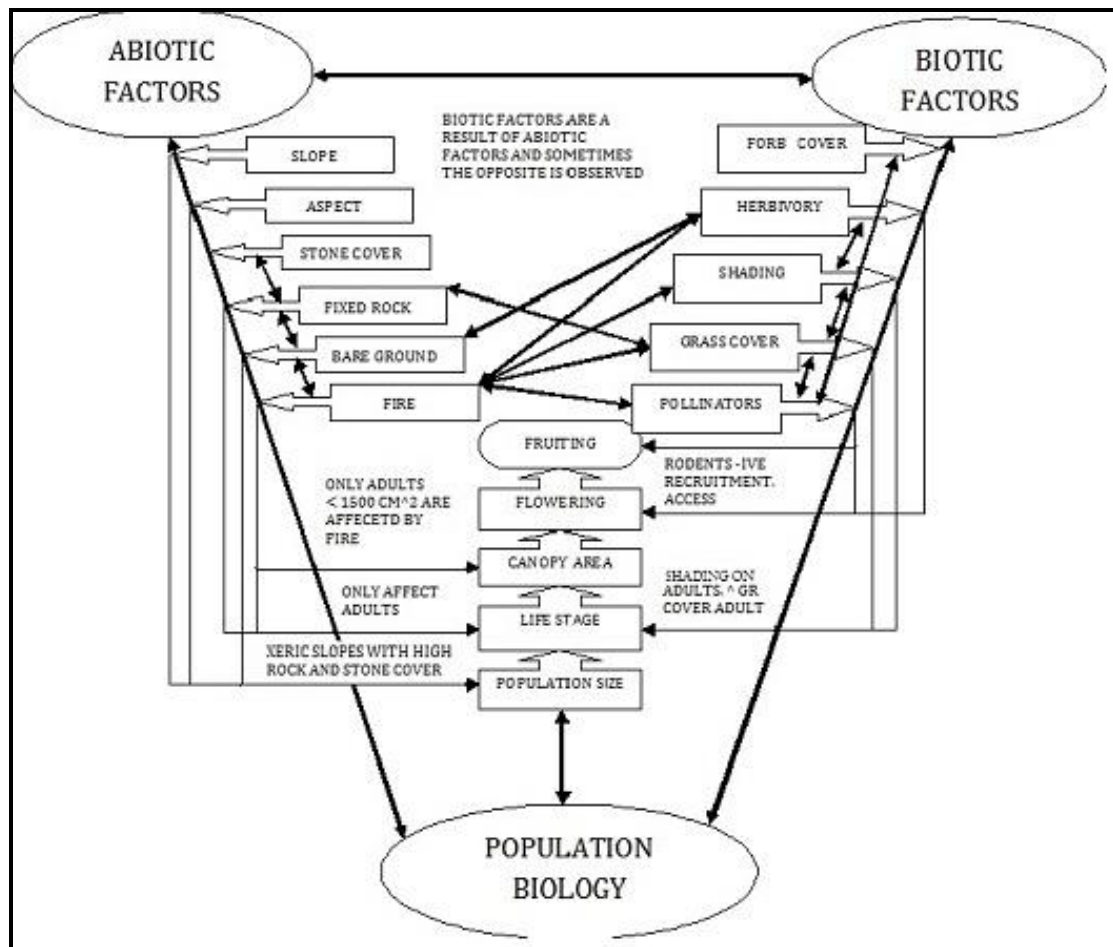 ABIOTIC
FACTORS
BIOTIC
FACTORS
BIOTIC FACTORS ARE A
RESULT OF ABIOTIC
FACTORS AND SOMETIMES
THE OPPOSITE IS OBSERVED
SLOPE
ASPECT
STONE COVER
FIXED ROCK
BARE GROUND
FIRE
FORB COVER
HERBIVORY
SHADING
GRASS COVER
POLLINATORS
FRUITING
FLOWERING
CANOPY AREA
LIFE STAGE
POPULATION SIZE
ONLY ADULTS
< 1500 CM^2 ARE
AFFECETD BY
FIRE
ONLY AFFECT
ADULTS
XERIC SLOPES WITH HIGH
ROCK AND STONE COVER
RODENTS -IVE
RECRUITMENT.
ACCESS
SHADING ON
ADULTS. ^ GR
COVER ADULT
POPULATION
BIOLOGY